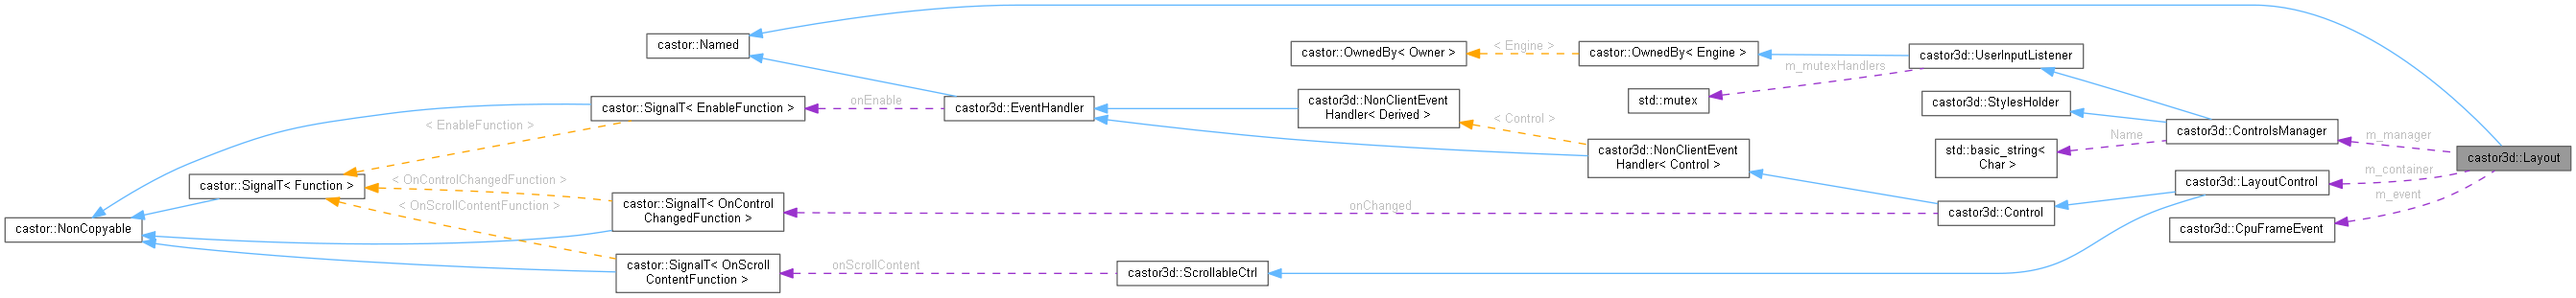 castor::Named
castor::OwnedBy< Owner >
< Engine >
castor::OwnedBy< Engine >
castor3d::UserInputListener
m_mutexHandlers
castor::SignalT< EnableFunction >
onEnable
castor3d::EventHandler
castor3d::NonClientEvent
Handler< Derived >
std::mutex
castor3d::StylesHolder
< EnableFunction >
< Control >
castor3d::NonClientEvent
Handler< Control >
Name
std::basic_string<
Char >
castor3d::ControlsManager
m_manager
castor3d::Layout
castor::SignalT< Function >
< OnControlChangedFunction >
< OnScrollContentFunction >
castor::SignalT< OnControl
ChangedFunction >
onChanged
castor3d::Control
castor3d::LayoutControl
m_container
m_event
castor::NonCopyable
castor3d::CpuFrameEvent
castor::SignalT< OnScroll
ContentFunction >
onScrollContent
castor3d::ScrollableCtrl